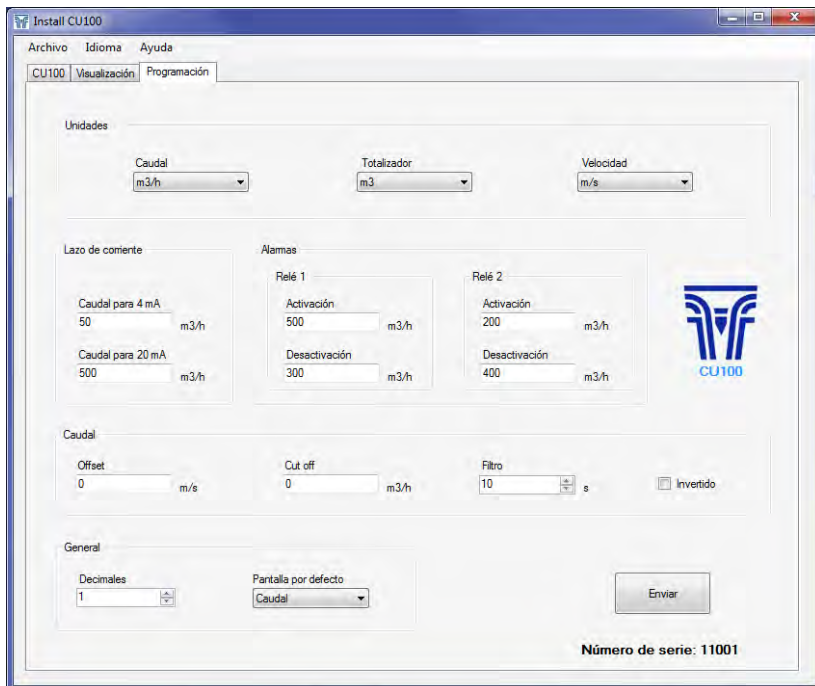 Install CU100
Archivo Idioma Ayuda
CU100 Visualización Programación
Unidades
Caudal Totalizador Velocidad
m3/h m3 m/s
Lazo de corriente Alarmas
Relé 1 Relé 2
Caudal para 4 mA Activación Activación
50 m3/h 500 m3/h 200 m3/h
Caudal para 20 mA Desactivación Desactivación
500 m3/h 300 m3/h 400 m3/h
CU100
Caudal
Offset Cut off Filtro
0 m/s 0 m3/h 10 s Invertido
General
Decimales Pantalla por defecto
1 Caudal Enviar
Número de serie: 11001